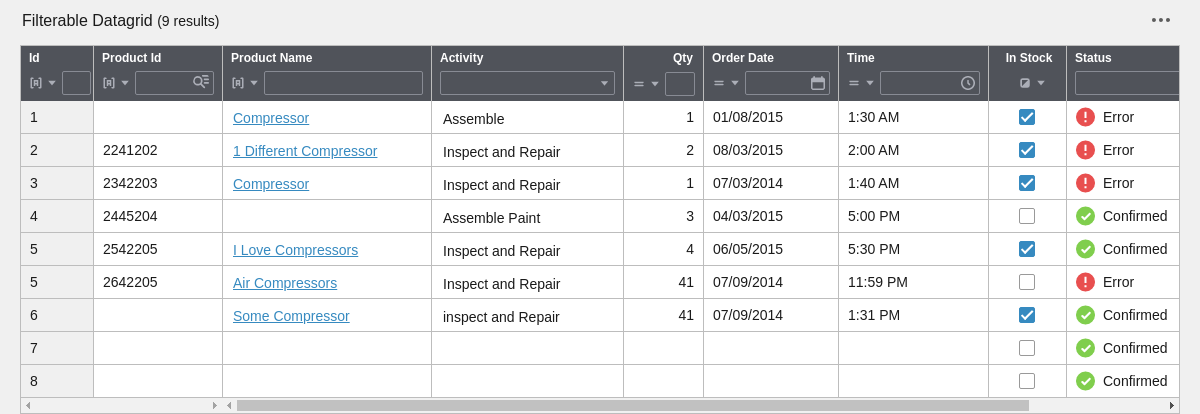 Filterable Datagrid (9 results)
Id Product Id Product Name Activity Qty Order Date Time In Stock Status
1 Compressor Assemble 1 01/08/2015 1:30 AM Error
2 2241202 1 Different Compressor Inspect and Repair 2 08/03/2015 2:00 AM Error
3 2342203 Compressor Inspect and Repair 1 07/03/2014 1:40 AM Error
4 2445204 Assemble Paint 3 04/03/2015 5:00 PM Confirmed
5 2542205 I Love Compressors Inspect and Repair 4 06/05/2015 5:30 PM Confirmed
5 2642205 Air Compressors Inspect and Repair 41 07/09/2014 11:59 PM Error
6 Some Compressor inspect and Repair 41 07/09/2014 1:31 PM Confirmed
7 Confirmed
8 Confirmed